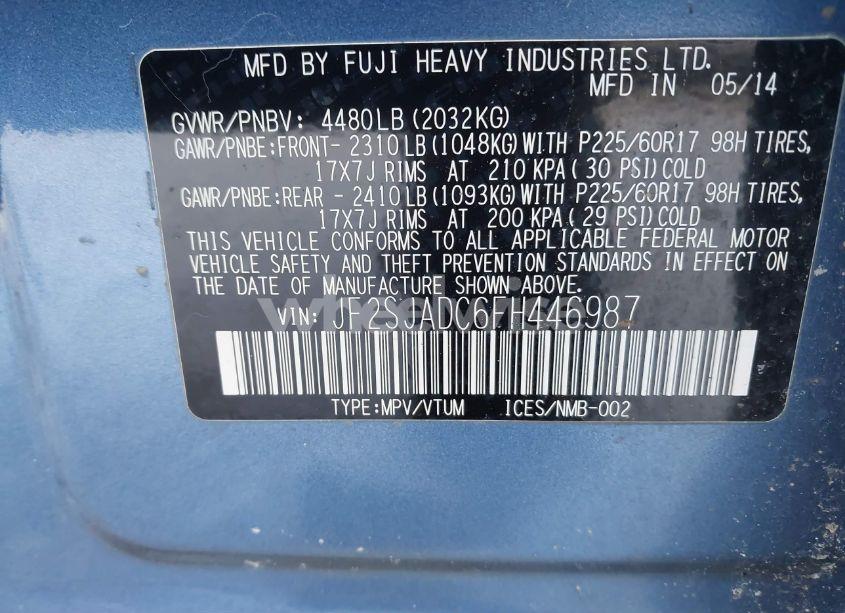 MFD BY FUJI HEAVY INDUSTRIES LTD.
MFD IN 05/14
GVWR/PNBV: 4480LB (2032KG)
GAWR/PNBE:FRONT- 2310 LB (1048KG) WITH P225/60R17 98H TIRES,
17X7J RIMS AT 210 KPA ( 30 PSI) COLD
GAWR/PNBE:REAR - 2410 LB (1093KG) WITH P225/60R17 98H TIRES,
17X7J RIMS AT 200 KPA ( 29 PSI) COLD
THIS VEHICLE CONFORMS TO ALL APPLICABLE FEDERAL MOTOR
VEHICLE SAFETY AND THEFT PREVENTION STANDARDS IN EFFECT ON
THE DATE OF MANUFACTURE SHOWN ABOVE.
VIN: JF2SJADC6FH446987
TYPE:MPV/VTUM ICES/NMB-002